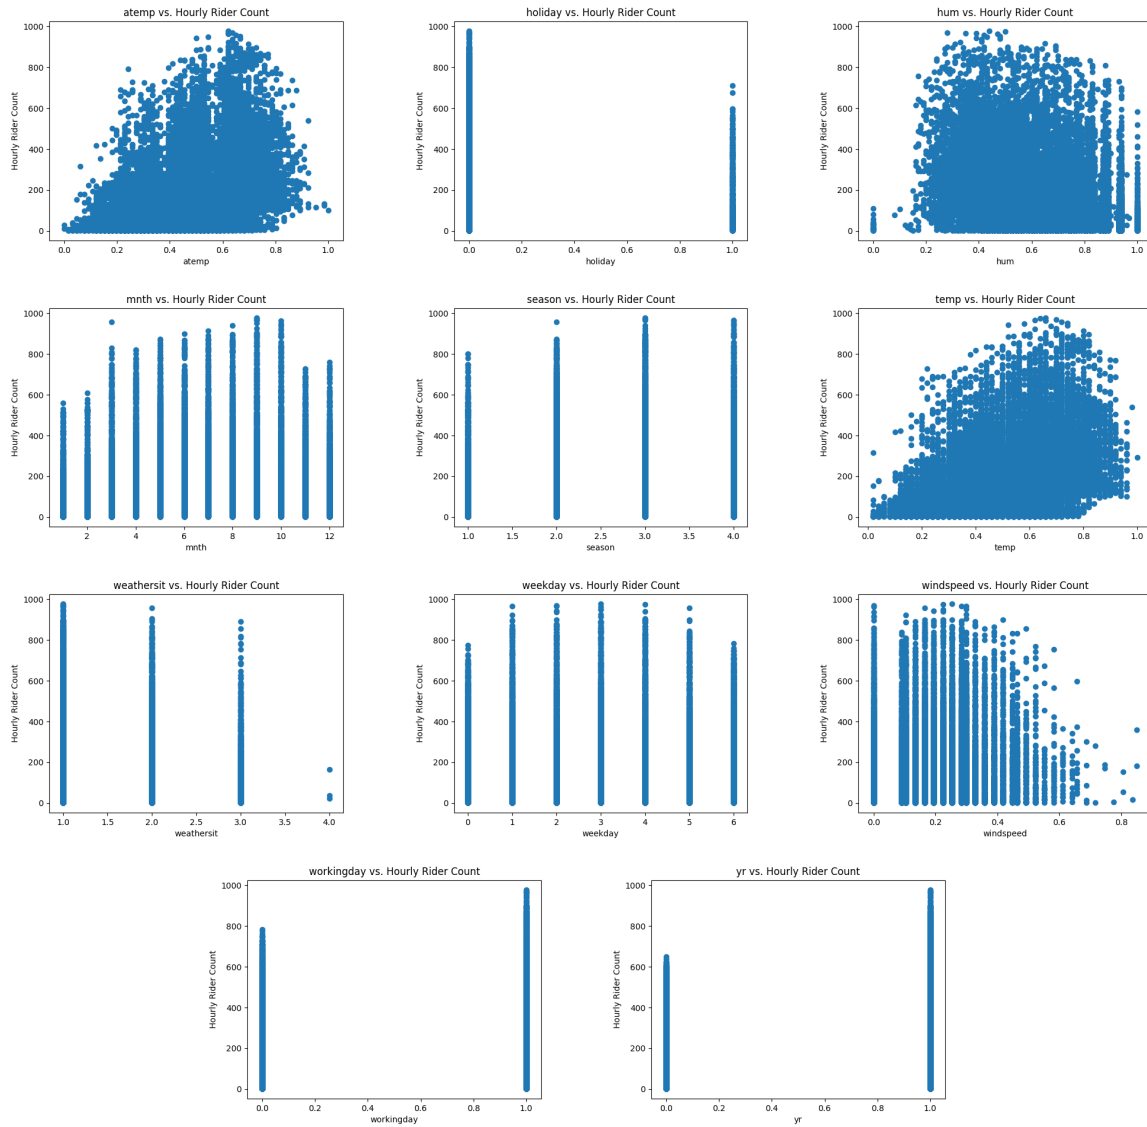 atemp vs. Hourly Rider Count
Hourly Rider Count
1000
800
600
400
200
0
0.0 0.2 0.4 0.6 0.8 1.0
atemp
holiday vs. Hourly Rider Count
Hourly Rider Count
1000
800
600
400
200
0
0.0 0.2 0.4 0.6 0.8 1.0
holiday
hum vs. Hourly Rider Count
Hourly Rider Count
1000
800
600
400
200
0
0.0 0.2 0.4 0.6 0.8 1.0
hum
mnth vs. Hourly Rider Count
Hourly Rider Count
1000
800
600
400
200
0
2 4 6 8 10 12
mnth
season vs. Hourly Rider Count
Hourly Rider Count
1000
800
600
400
200
0
1.0 1.5 2.0 2.5 3.0 3.5 4.0
season
temp vs. Hourly Rider Count
Hourly Rider Count
1000
800
600
400
200
0
0.0 0.2 0.4 0.6 0.8 1.0
temp
weathersit vs. Hourly Rider Count
Hourly Rider Count
1000
800
600
400
200
0
1.0 1.5 2.0 2.5 3.0 3.5 4.0
weathersit
weekday vs. Hourly Rider Count
Hourly Rider Count
1000
800
600
400
200
0
0 1 2 3 4 5 6
weekday
windspeed vs. Hourly Rider Count
Hourly Rider Count
1000
800
600
400
200
0
0.0 0.2 0.4 0.6 0.8
windspeed
workingday vs. Hourly Rider Count
Hourly Rider Count
1000
800
600
400
200
0
0.0 0.2 0.4 0.6 0.8 1.0
workingday
yr vs. Hourly Rider Count
Hourly Rider Count
1000
800
600
400
200
0
0.0 0.2 0.4 0.6 0.8 1.0
yr